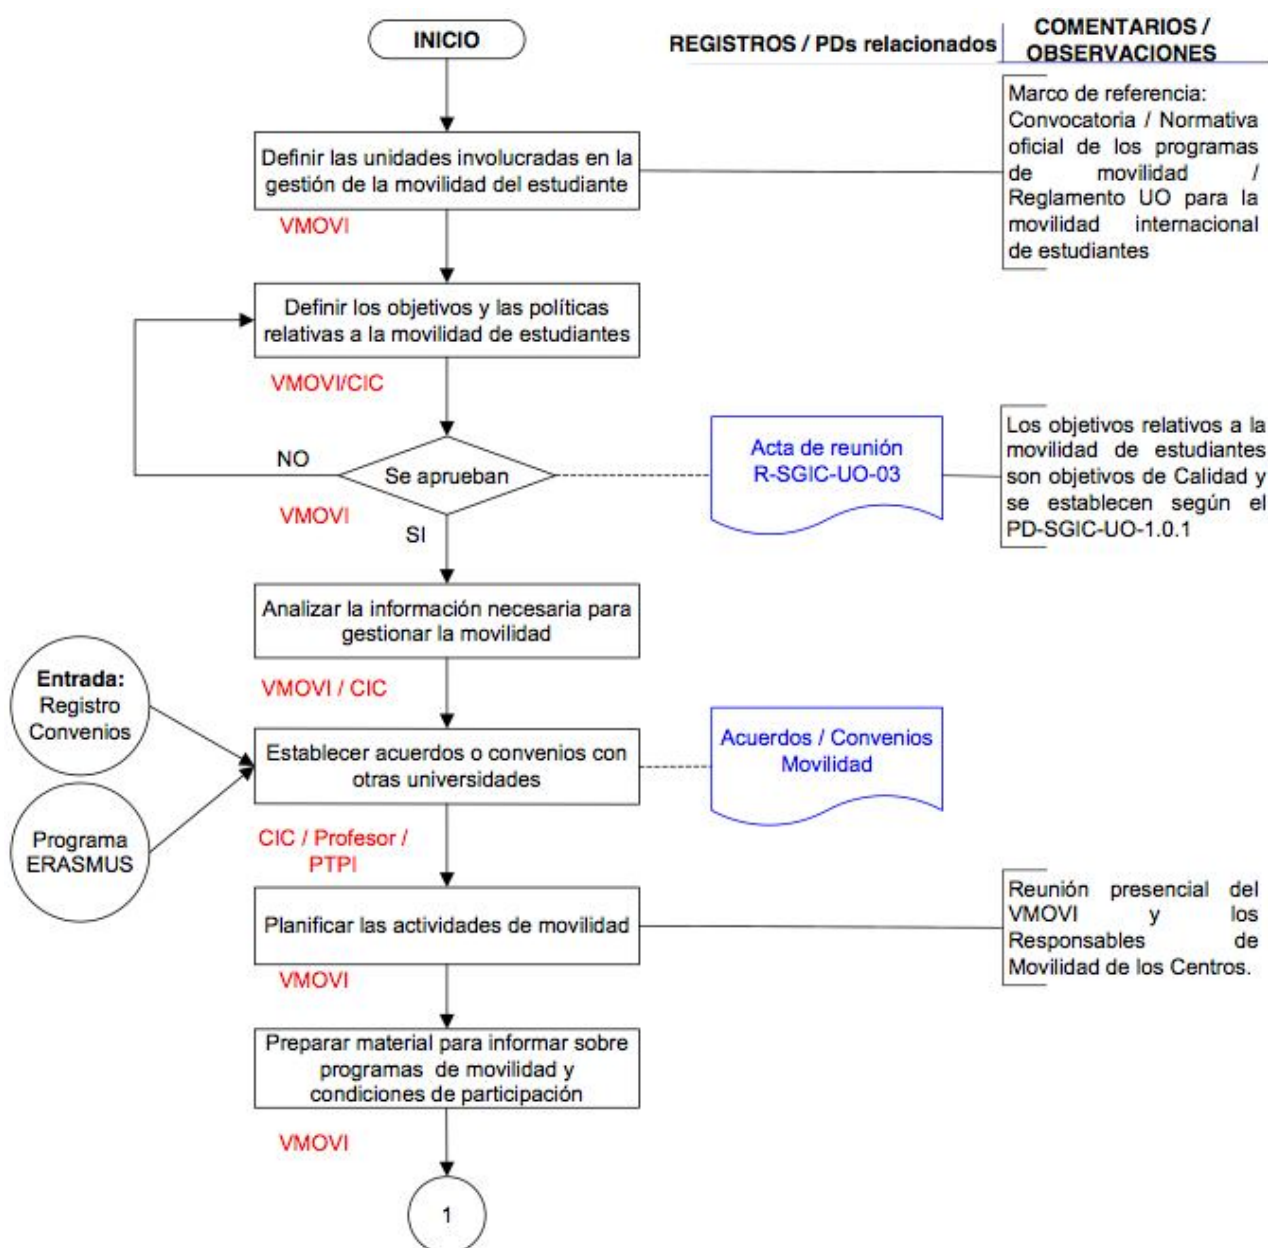 INICIO
REGISTROS / PDs relacionados
COMENTARIOS /
OBSERVACIONES
Definir las unidades involucradas en la
gestión de la movilidad del estudiante
VMOVI
Marco de referencia:
Convocatoria / Normativa
oficial de los programas
de movilidad /
Reglamento UO para la
movilidad internacional
de estudiantes
Definir los objetivos y las políticas
relativas a la movilidad de estudiantes
VMOVI/CIC
NO
Se aprueban
VMOVI
SI
Acta de reunión
R-SGIC-UO-03
Los objetivos relativos a la
movilidad de estudiantes
son objetivos de Calidad y
se establecen según el
PD-SGIC-UO-1.0.1
Analizar la información necesaria para
gestionar la movilidad
VMOVI / CIC
Entrada:
Registro
Convenios
Programa
ERASMUS
Establecer acuerdos o convenios con
otras universidades
Acuerdos / Convenios
Movilidad
CIC / Profesor /
PTPI
Planificar las actividades de movilidad
VMOVI
Reunión presencial del
VMOVI y los
Responsables de
Movilidad de los Centros.
Preparar material para informar sobre
programas de movilidad y
condiciones de participación
VMOVI
1